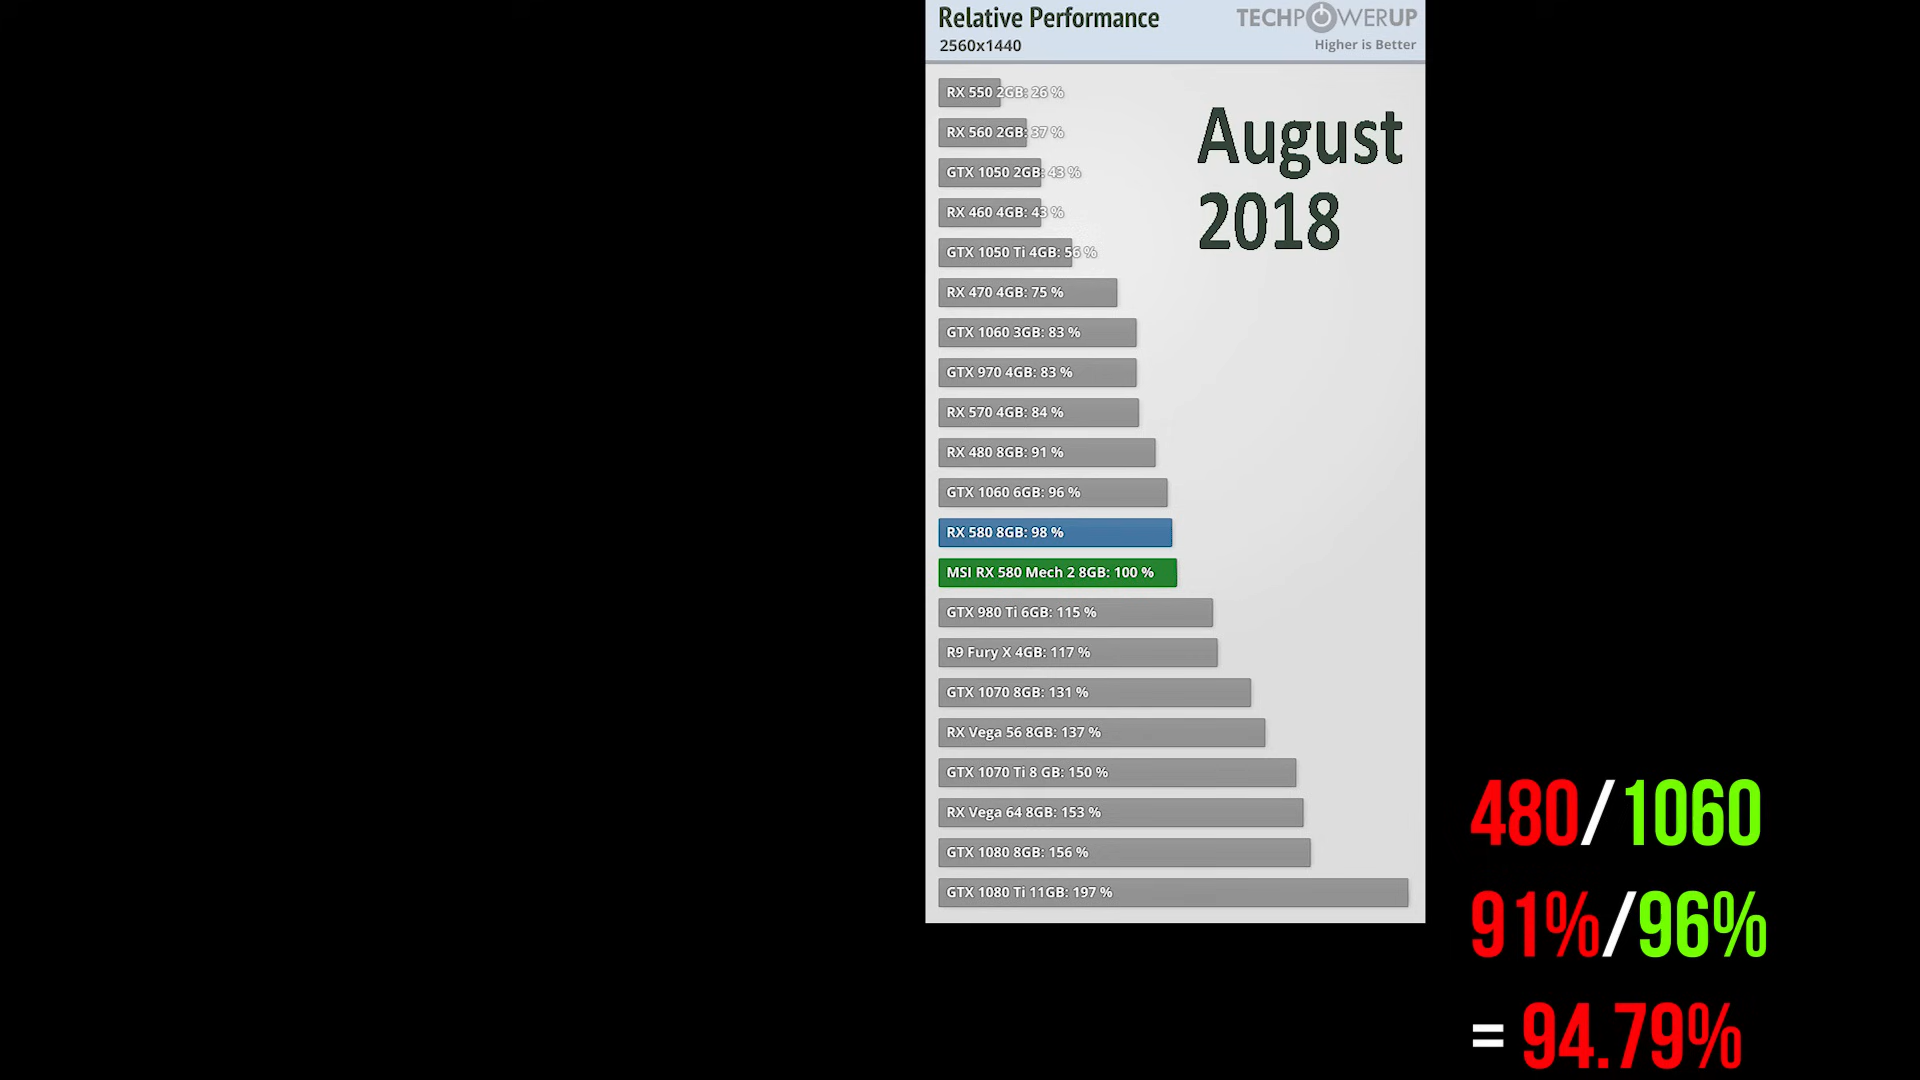 Relative Performance
TECHPOWERUP
2560x1440
Higher is Better
August
2018
RX 550 2GB: 26 %
RX 560 2GB: 37 %
GTX 1050 2GB: 43 %
RX 460 4GB: 43 %
GTX 1050 Ti 4GB: 56 %
RX 470 4GB: 75 %
GTX 1060 3GB: 83 %
GTX 970 4GB: 83 %
RX 570 4GB: 84 %
RX 480 8GB: 91 %
GTX 1060 6GB: 96 %
RX 580 8GB: 98 %
MSI RX 580 Mech 2 8GB: 100 %
GTX 980 Ti 6GB: 115 %
R9 Fury X 4GB: 117 %
GTX 1070 8GB: 131 %
RX Vega 56 8GB: 137 %
GTX 1070 Ti 8 GB: 150 %
RX Vega 64 8GB: 153 %
GTX 1080 8GB: 156 %
GTX 1080 Ti 11GB: 197 %
480/1060
91%/96%
= 94.79%